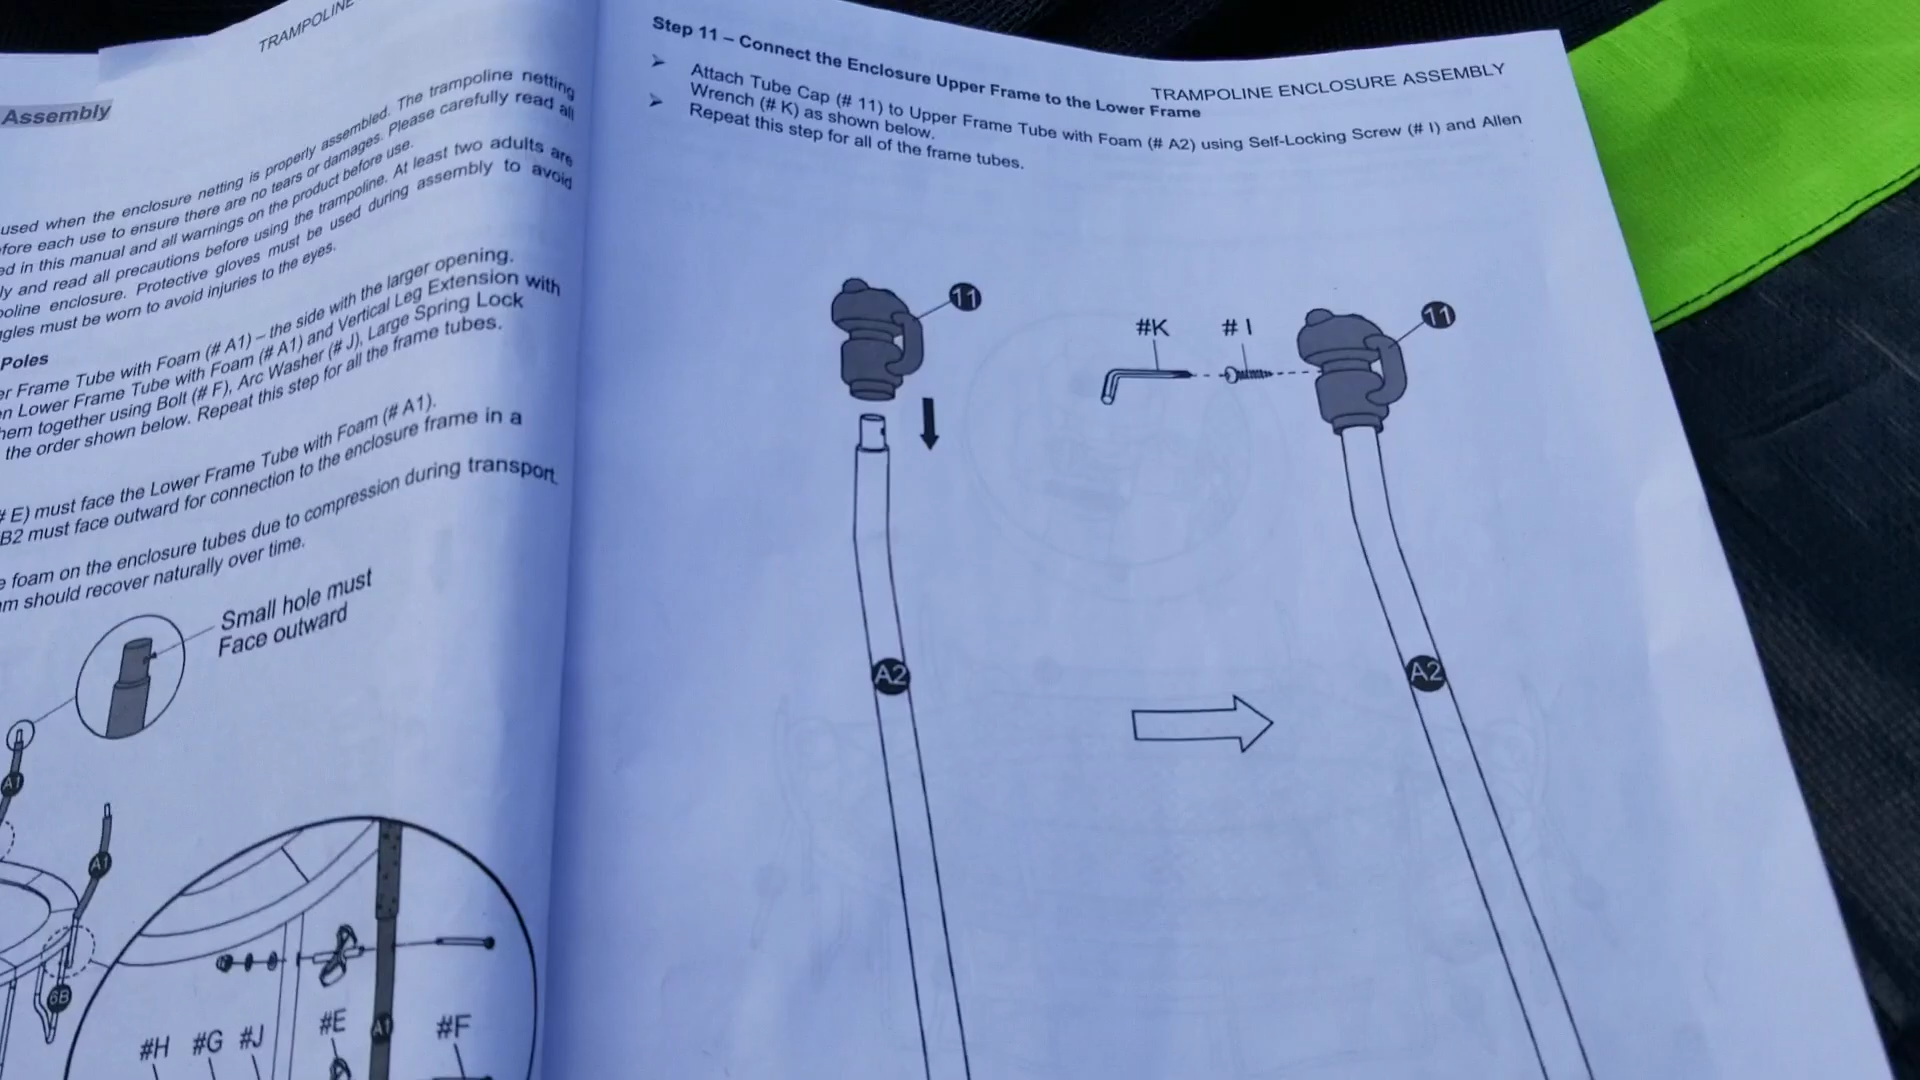 TRAMPOLINE
Assembly
used when the enclosure netting is properly assembled. The trampoline netting
fore each use to ensure there are no tears or damages. Please carefully read all
ed in this manual and all warnings on the product before use.
ly and read all precautions before using the trampoline. At least two adults are
poline enclosure. Protective gloves must be used during assembly to avoid
ggles must be worn to avoid injuries to the eyes.
Poles
er Frame Tube with Foam (# A1) – the side with the larger opening.
en Lower Frame Tube with Foam (# A1) and Vertical Leg Extension with
hem together using Bolt (# F), Arc Washer (# J), Large Spring Lock
the order shown below. Repeat this step for all the frame tubes.
# E) must face the Lower Frame Tube with Foam (# A1).
B2 must face outward for connection to the enclosure frame in a
e foam on the enclosure tubes due to compression during transport.
am should recover naturally over time.
Small hole must
Face outward
A1
A1
6B
#H #G #J #E A1 #F
TRAMPOLINE ENCLOSURE ASSEMBLY
Step 11 – Connect the Enclosure Upper Frame to the Lower Frame
➢ Attach Tube Cap (# 11) to Upper Frame Tube with Foam (# A2) using Self-Locking Screw (# I) and Allen
Wrench (# K) as shown below.
➢ Repeat this step for all of the frame tubes.
11
#K # I 11
A2 A2